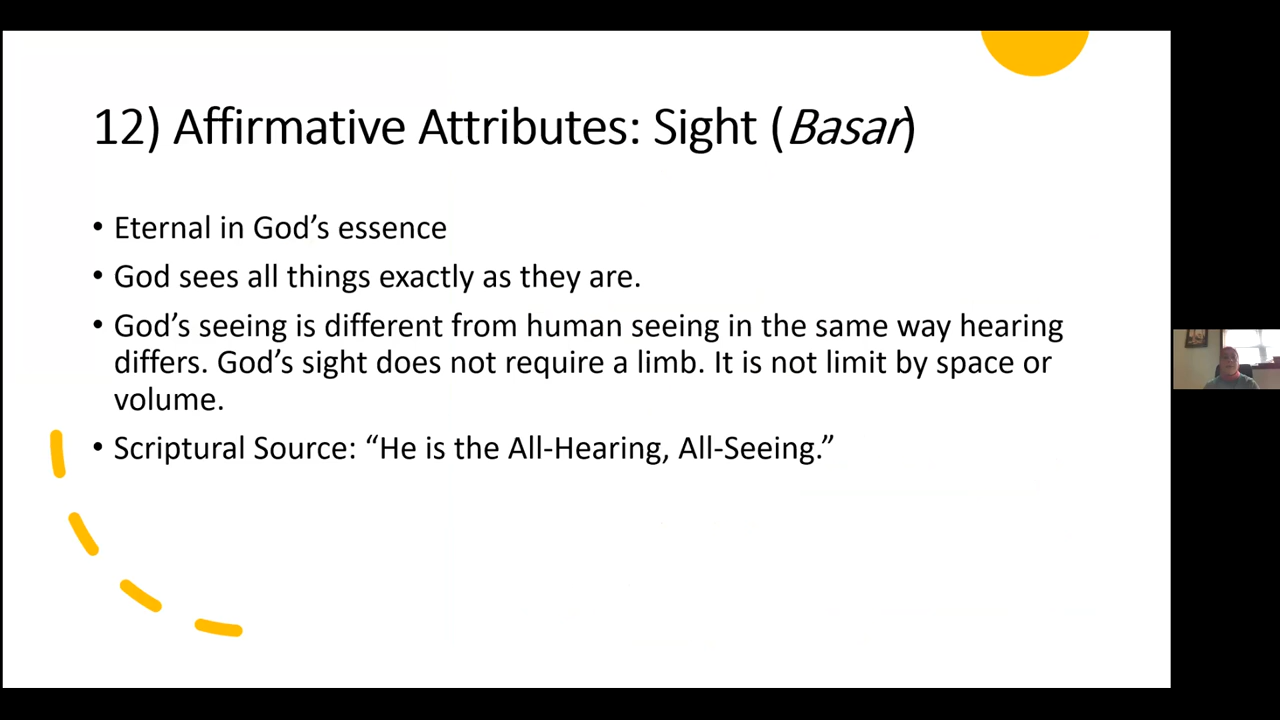 12) Affirmative Attributes: Sight (Basar)
• Eternal in God’s essence
• God sees all things exactly as they are.
• God’s seeing is different from human seeing in the same way hearing
differs. God’s sight does not require a limb. It is not limit by space or
volume.
• Scriptural Source: “He is the All-Hearing, All-Seeing.”